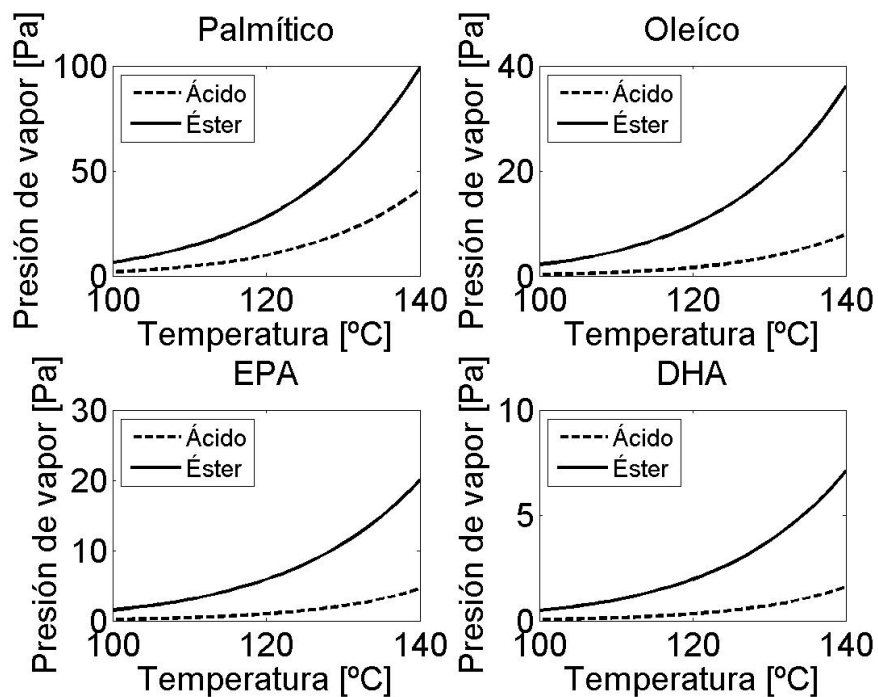 Palmítico
Presión de vapor [Pa]
100
50
0
Ácido
Éster
100
120
140
Temperatura [ºC]
Oleíco
Presión de vapor [Pa]
40
20
0
Ácido
Éster
100
120
140
Temperatura [ºC]
EPA
Presión de vapor [Pa]
30
20
10
0
Ácido
Éster
100
120
140
Temperatura [ºC]
DHA
Presión de vapor [Pa]
10
5
0
Ácido
Éster
100
120
140
Temperatura [ºC]